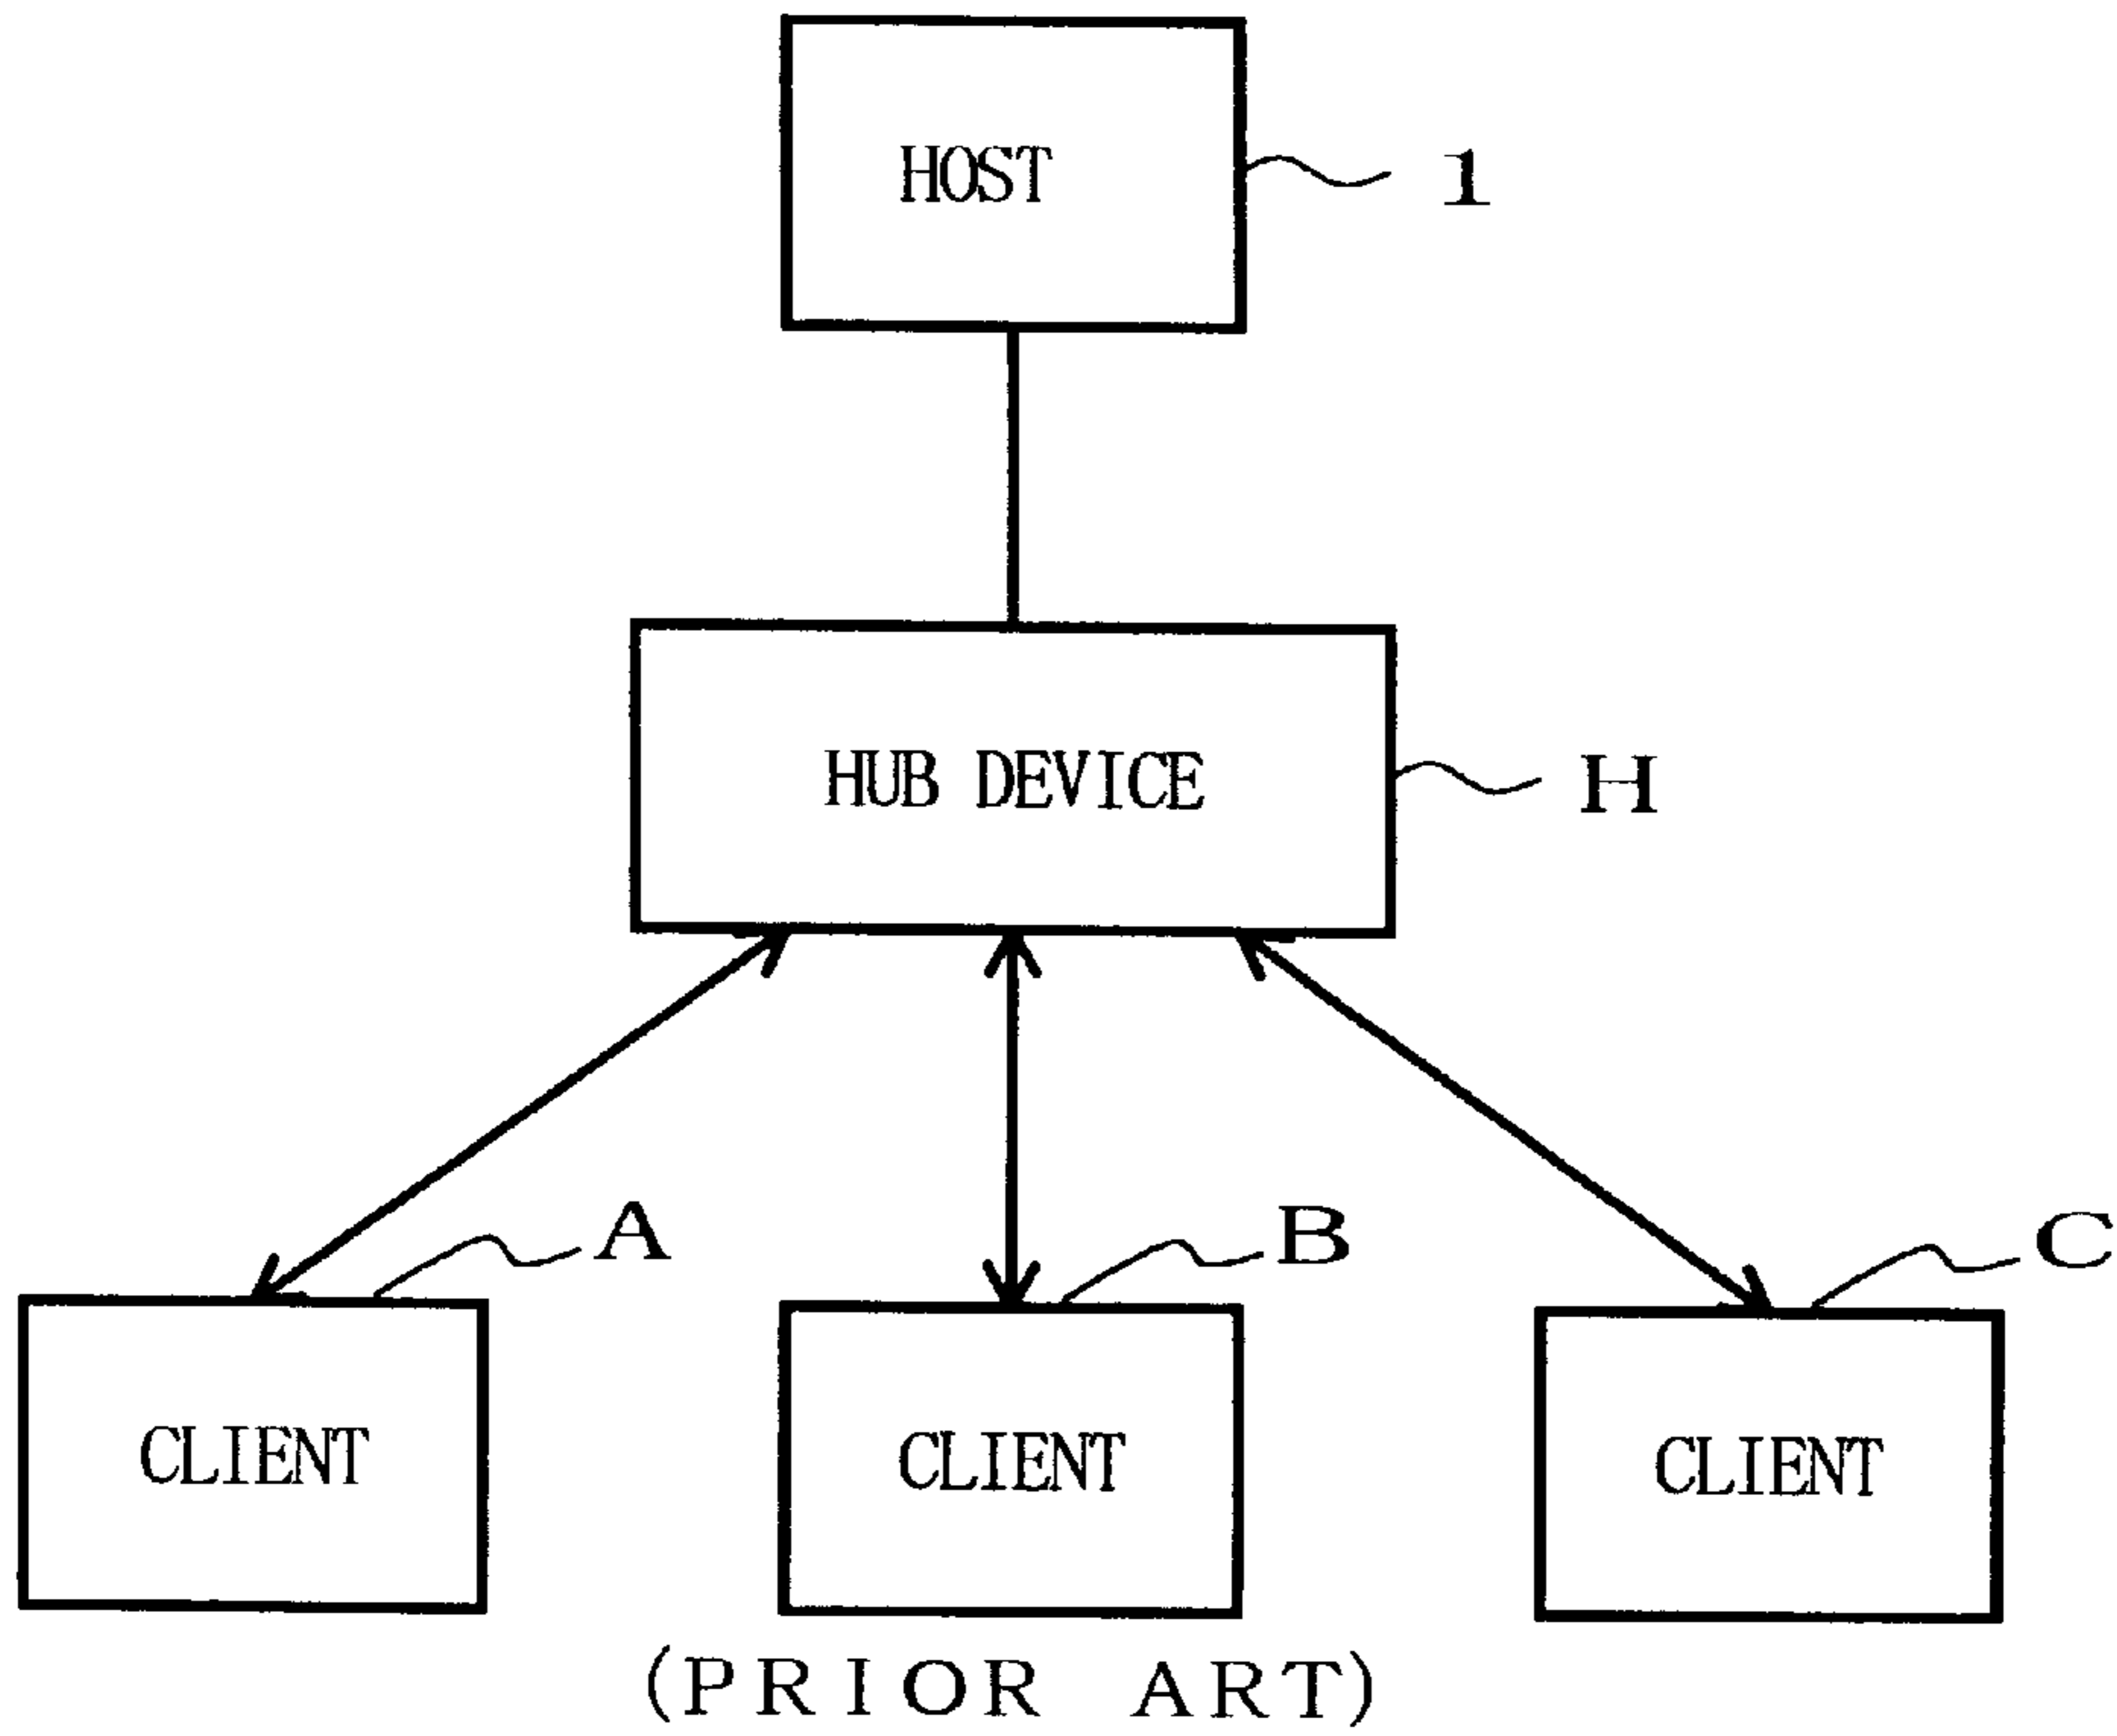 HOST 1
HUB DEVICE H
A B C
CLIENT CLIENT CLIENT
(PRIOR ART)